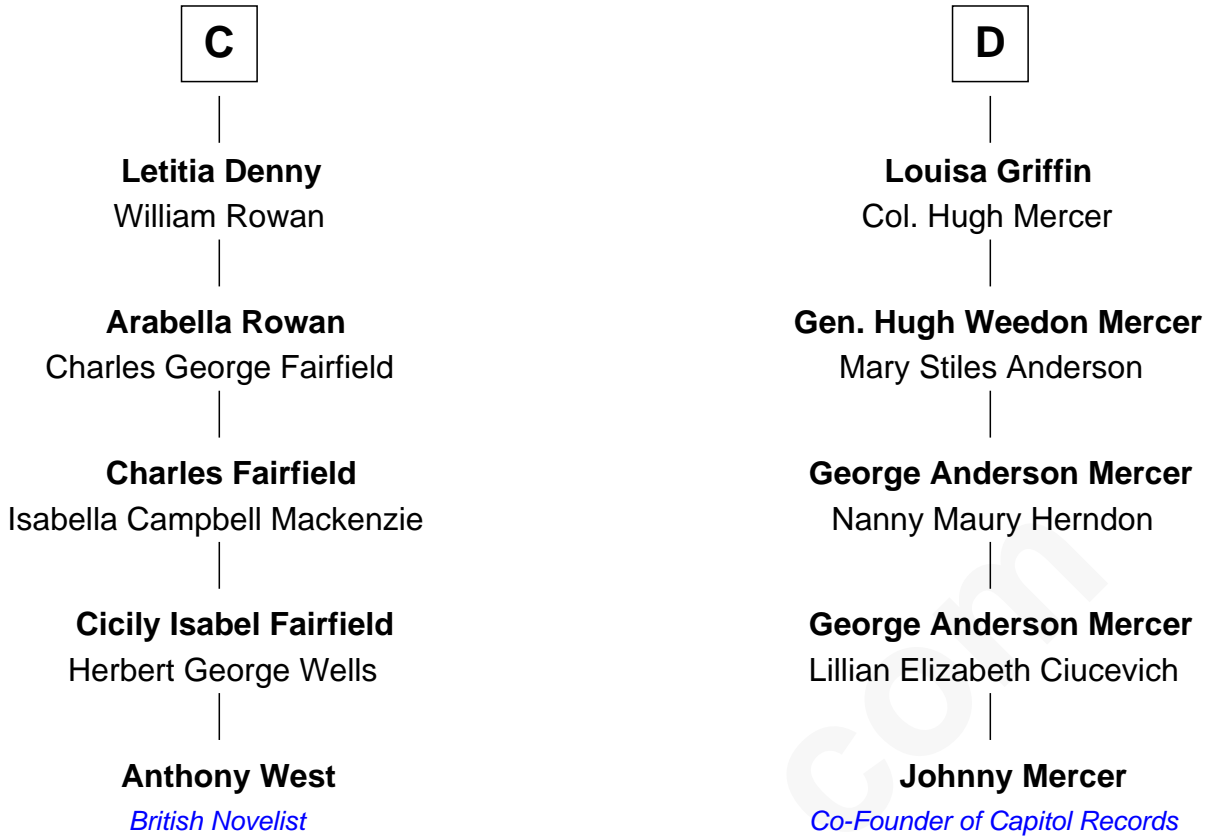 C
Letitia Denny
William Rowan
Arabella Rowan
Charles George Fairfield
Charles Fairfield
Isabella Campbell Mackenzie
Cicily Isabel Fairfield
Herbert George Wells
Anthony West
British Novelist
D
Louisa Griffin
Col. Hugh Mercer
Gen. Hugh Weedon Mercer
Mary Stiles Anderson
George Anderson Mercer
Nanny Maury Herndon
George Anderson Mercer
Lillian Elizabeth Ciucevich
Johnny Mercer
Co-Founder of Capitol Records
com